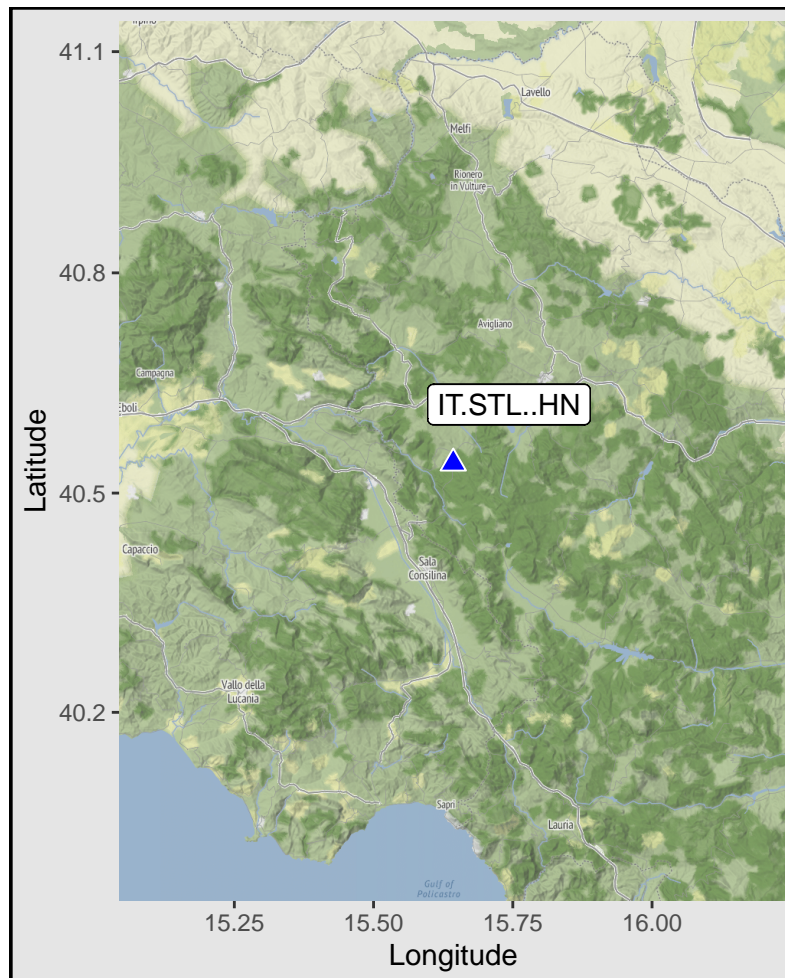 41.1
Lavello
Melfi
Rionero
in Vulture
40.8
Avigliano
Campagna
Eboli
IT.STL..HN
40.5
Latitude
Capaccio
Sala
Consilina
Vallo della
Lucania
40.2
Sapri
Lauria
Gulf of
Policastro
15.25
15.50
15.75
16.00
Longitude